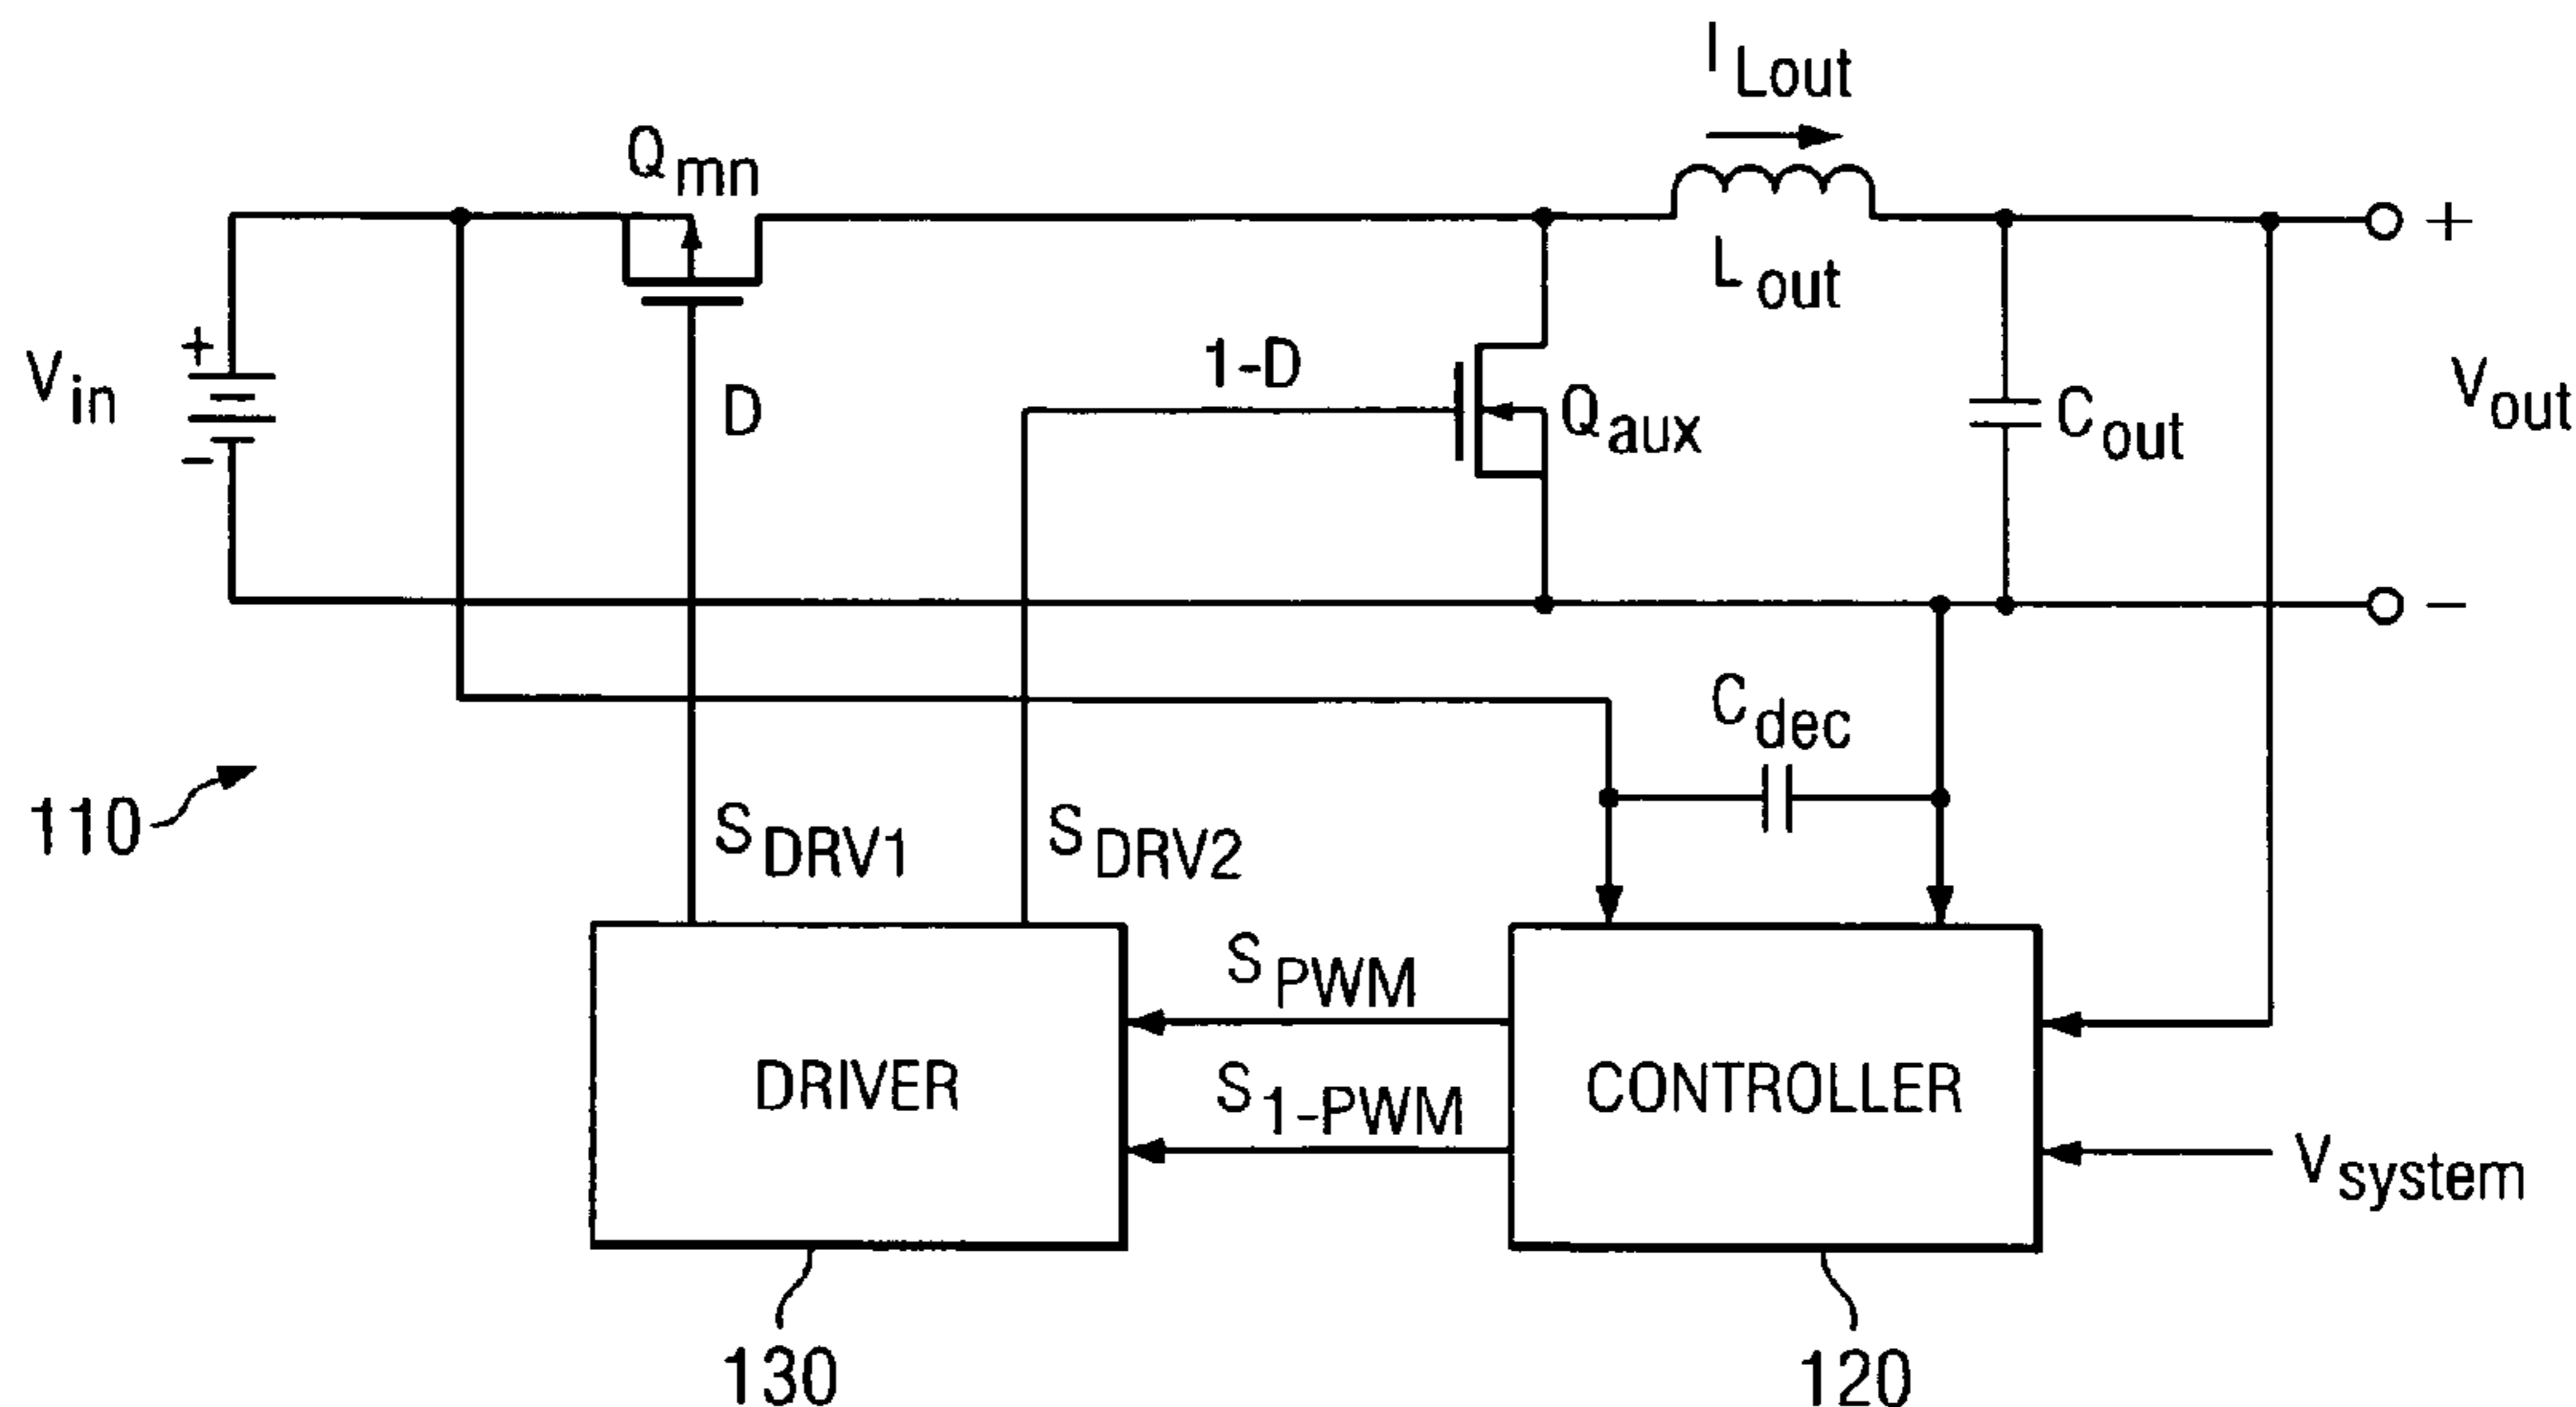 I Lout
Q mn
+
L out
+
V in
-
D
1-D
Q aux
C out
V out
-
C dec
110
S DRV1
S DRV2
S PWM
S 1-PWM
DRIVER
CONTROLLER
V system
130
120